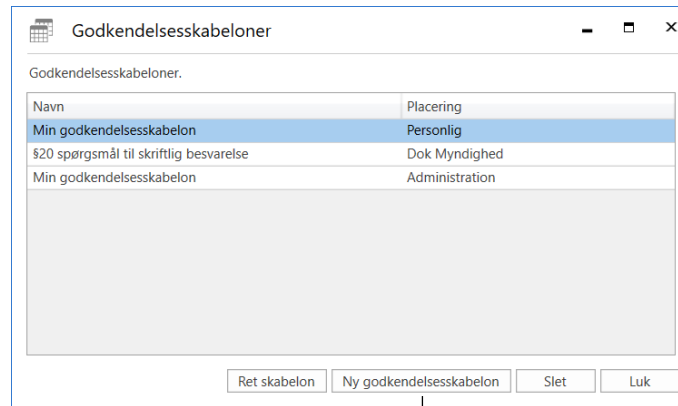 Godkendelsesskabeloner
Godkendelsesskabeloner.
Navn Placering
Min godkendelsesskabelon Personlig
§20 spørgsmål til skriftlig besvarelse Dok Myndighed
Min godkendelsesskabelon Administration
Ret skabelon Ny godkendelsesskabelon Slet Luk